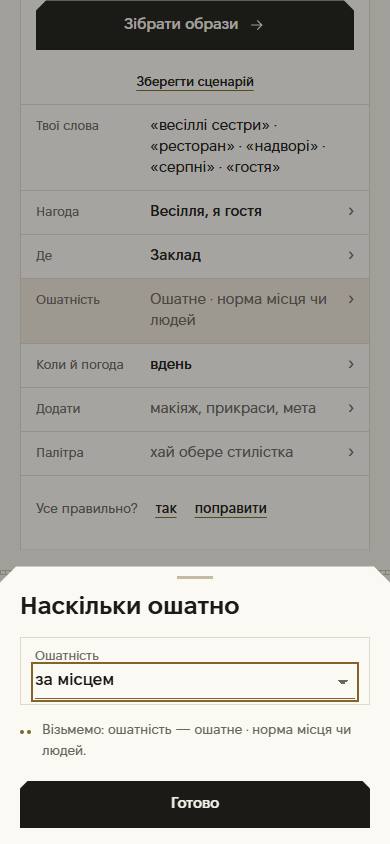 Зібрати образи →
Зберегти сценарій
Твої слова
«весіллі сестри» ·
«ресторан» · «надворі» ·
«серпні» · «гостя»
Нагода
Весілля, я гостя
Де
Заклад
Ошатність
Ошатне · норма місця чи
людей
Коли й погода
вдень
Додати
макіяж, прикраси, мета
Палітра
хай обере стилістка
Усе правильно? так поправити
Наскільки ошатно
Ошатність
за місцем
Візьмемо: ошатність — ошатне · норма місця чи
людей.
Готово